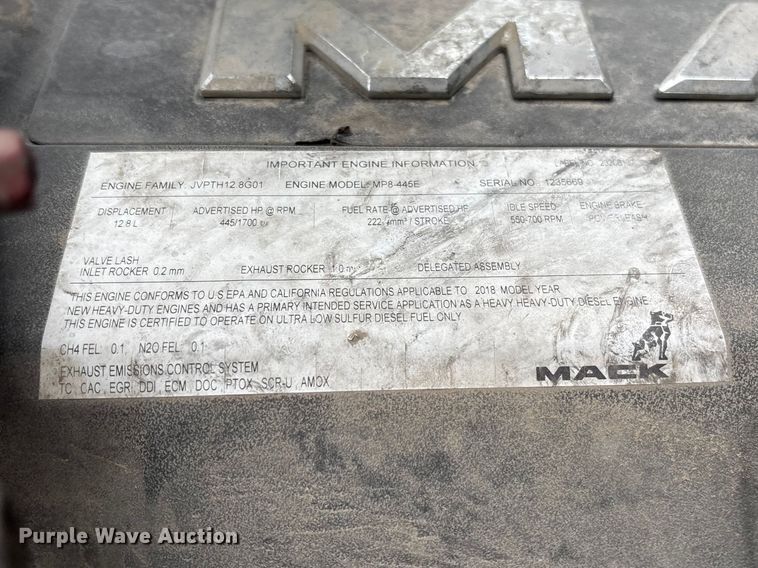 MA
IMPORTANT ENGINE INFORMATION
ENGINE FAMILY: JVPTH12.8G01 ENGINE MODEL: MP8-445E SERIAL NO 1235669
DISPLACEMENT ADVERTISED HP @ RPM FUEL RATE @ ADVERTISED HP IDLE SPEED ENGINE BRAKE
12.8 L 445/1700 mm³ / STROKE 550-700 RPM POWERLEASH
VALVE LASH
INLET ROCKER 0.2 mm EXHAUST ROCKER DELEGATED ASSEMBLY
THIS ENGINE CONFORMS TO U.S.EPA AND CALIFORNIA REGULATIONS APPLICABLE TO 2018 MODEL YEAR
NEW HEAVY-DUTY ENGINES AND HAS A PRIMARY INTENDED SERVICE APPLICATION AS A HEAVY HEAVY-DUTY DIESEL ENGINE
THIS ENGINE IS CERTIFIED TO OPERATE ON ULTRA LOW SULFUR DIESEL FUEL ONLY
CH4 FEL 0.1 N2O FEL 0.1
EXHAUST EMISSIONS CONTROL SYSTEM
TC, CAC, EGR, DDI, ECM, DOC, PTOX, SCR-U, AMOX
MACK
Purple Wave Auction